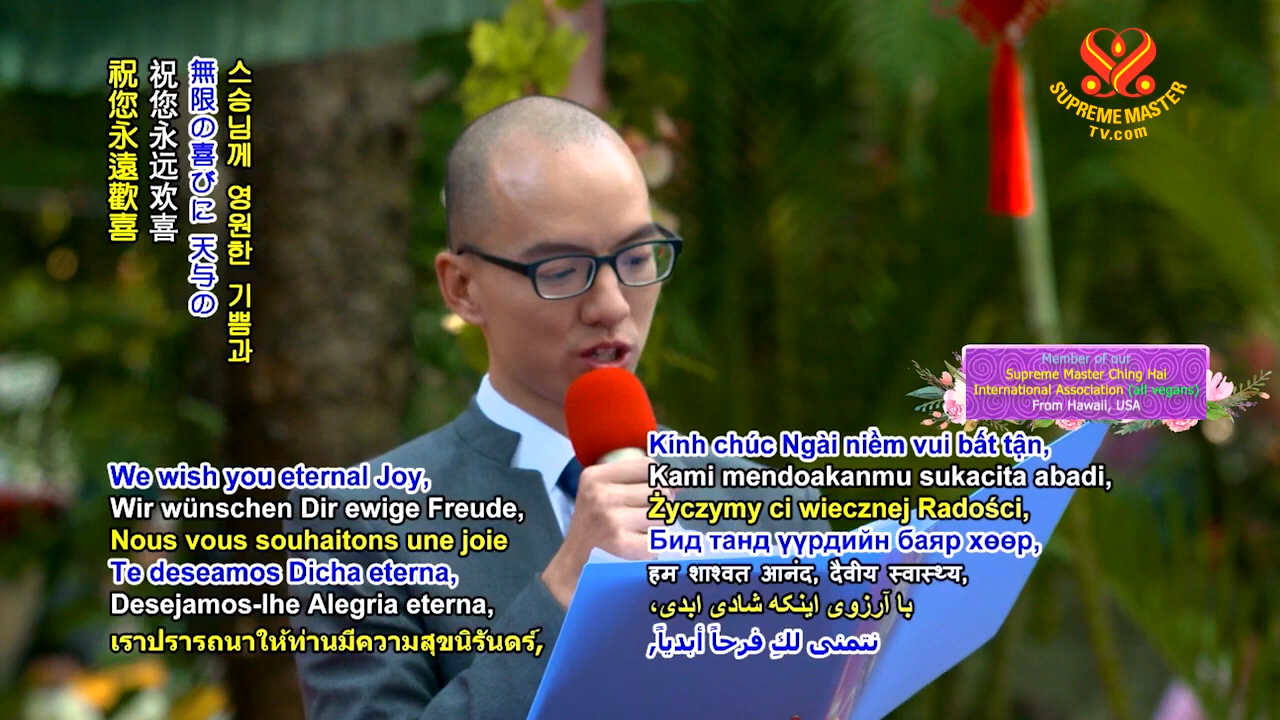 祝您永遠歡喜
祝您永远欢喜
無限の喜びに 天与の
스승님께 영원한 기쁨과
SUPREME MASTER
TV.com
Member of our
Supreme Master Ching Hai
International Association (all vegans)
From Hawaii, USA
We wish you eternal Joy,
Wir wünschen Dir ewige Freude,
Nous vous souhaitons une joie
Te deseamos Dicha eterna,
Desejamos-lhe Alegria eterna,
เราปรารถนาให้ท่านมีความสุขนิรันดร์,
Kính chúc Ngài niềm vui bất tận,
Kami mendoakanmu sukacita abadi,
Życzymy ci wiecznej Radości,
Бид танд үүрдийн баяр хөөр,
हम शाश्वत आनंद, दैवीय स्वास्थ्य,
با آرزوی اینکه شادی ابدی،
نتمنى لكِ فرحاً أبدياً,